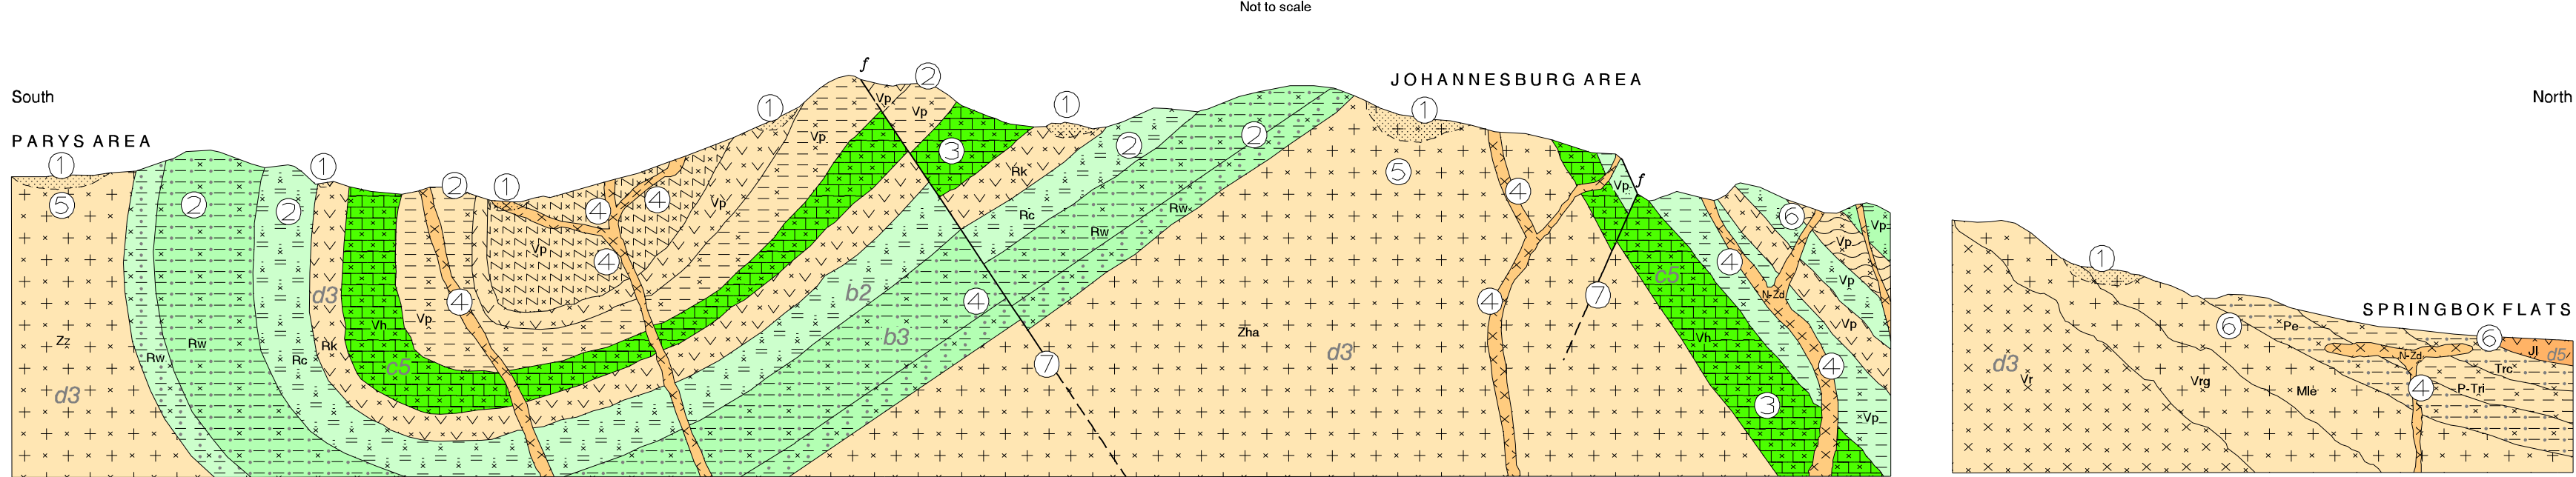 Not to scale
South
North
PARYS AREA
JOHANNESBURG AREA
SPRINGBOK FLATS
f
f
1
1
1
1
1
1
1
2
2
2
2
2
2
3
3
4
4
4
4
4
4
4
4
4
4
5
5
6
6
6
7
7
Zz
d3
Rw
Rw
Rc
Rk
d3
Vh
c5
Vp
Vp
Vp
Vp
Vp
Vp
Rk
Rc
Rw
Rw
b2
b3
Zha
d3
Vp
c5
Vh
N-Zd
Vp
Vp
Vp
Vp
Vp
d3
Vr
Vrg
Mle
Pe
N-Zd
P-Tri
Trc
Jl
d5